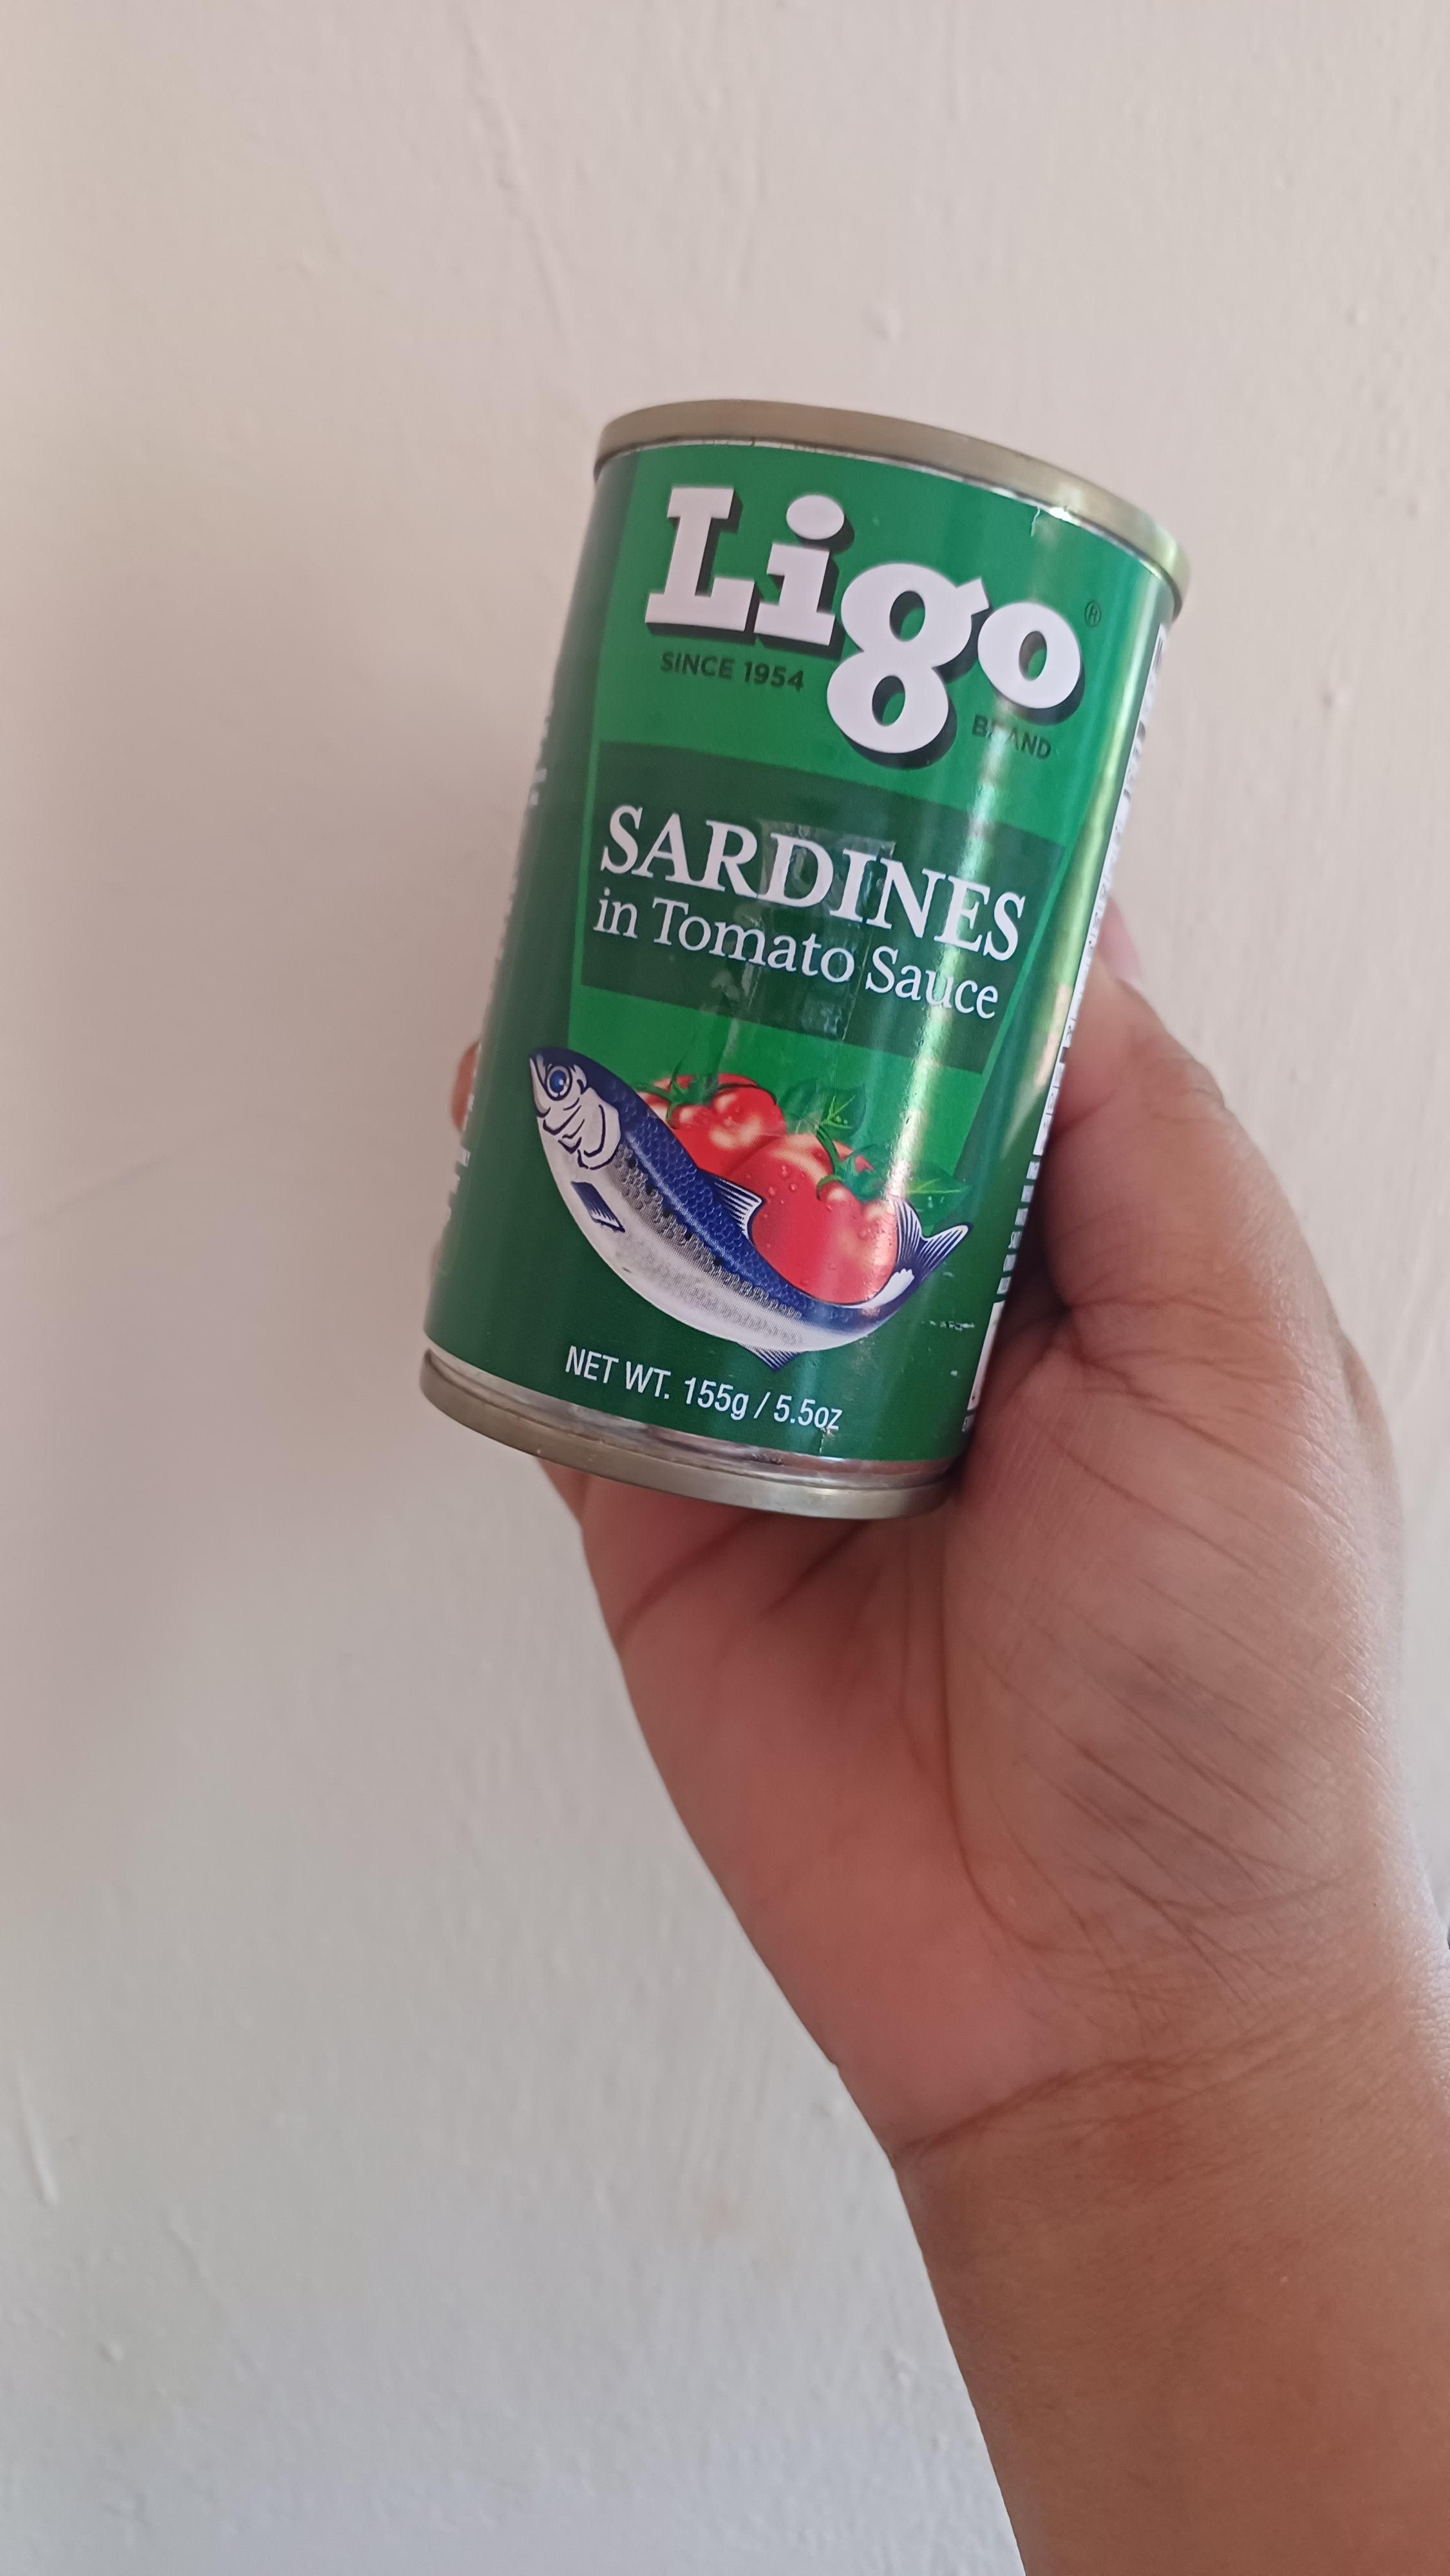 Ligo®
SINCE 1954
BRAND
SARDINES
in Tomato Sauce
NET WT. 155g / 5.5oz